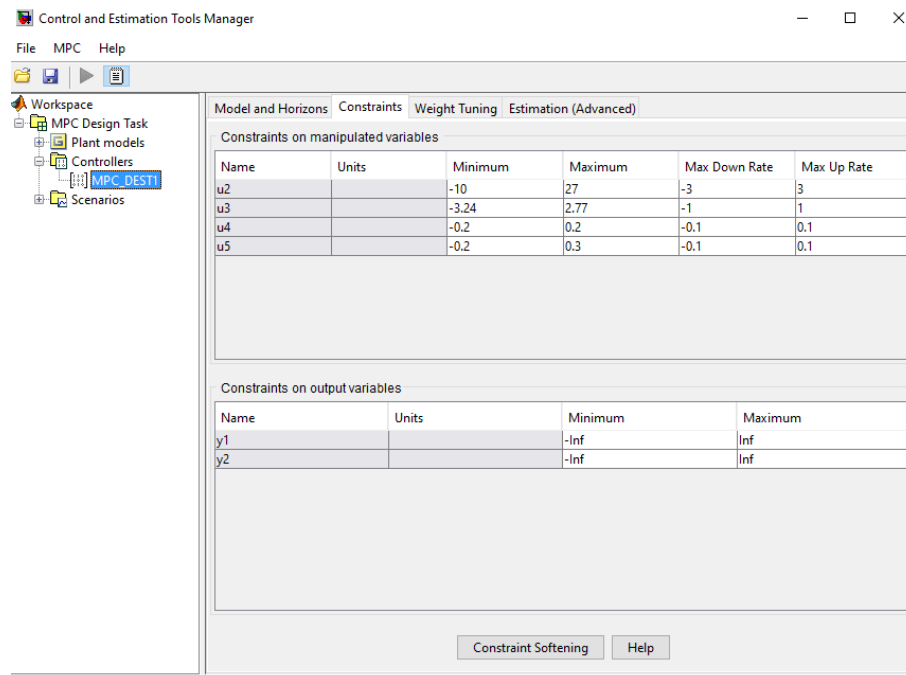 Control and Estimation Tools Manager
File MPC Help
Workspace
MPC Design Task
Plant models
Controllers
MPC_DEST1
Scenarios
Model and Horizons Constraints Weight Tuning Estimation (Advanced)
Constraints on manipulated variables
Name Units Minimum Maximum Max Down Rate Max Up Rate
u2 -10 27 -3 3
u3 -3.24 2.77 -1 1
u4 -0.2 0.2 -0.1 0.1
u5 -0.2 0.3 -0.1 0.1
Constraints on output variables
Name Units Minimum Maximum
y1 -Inf Inf
y2 -Inf Inf
Constraint Softening Help